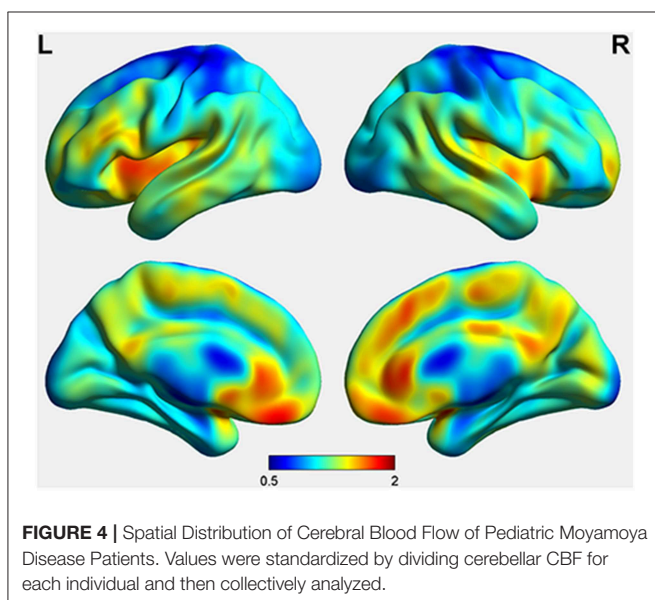 L R
0.5 2
FIGURE 4 | Spatial Distribution of Cerebral Blood Flow of Pediatric Moyamoya
Disease Patients. Values were standardized by dividing cerebellar CBF for
each individual and then collectively analyzed.